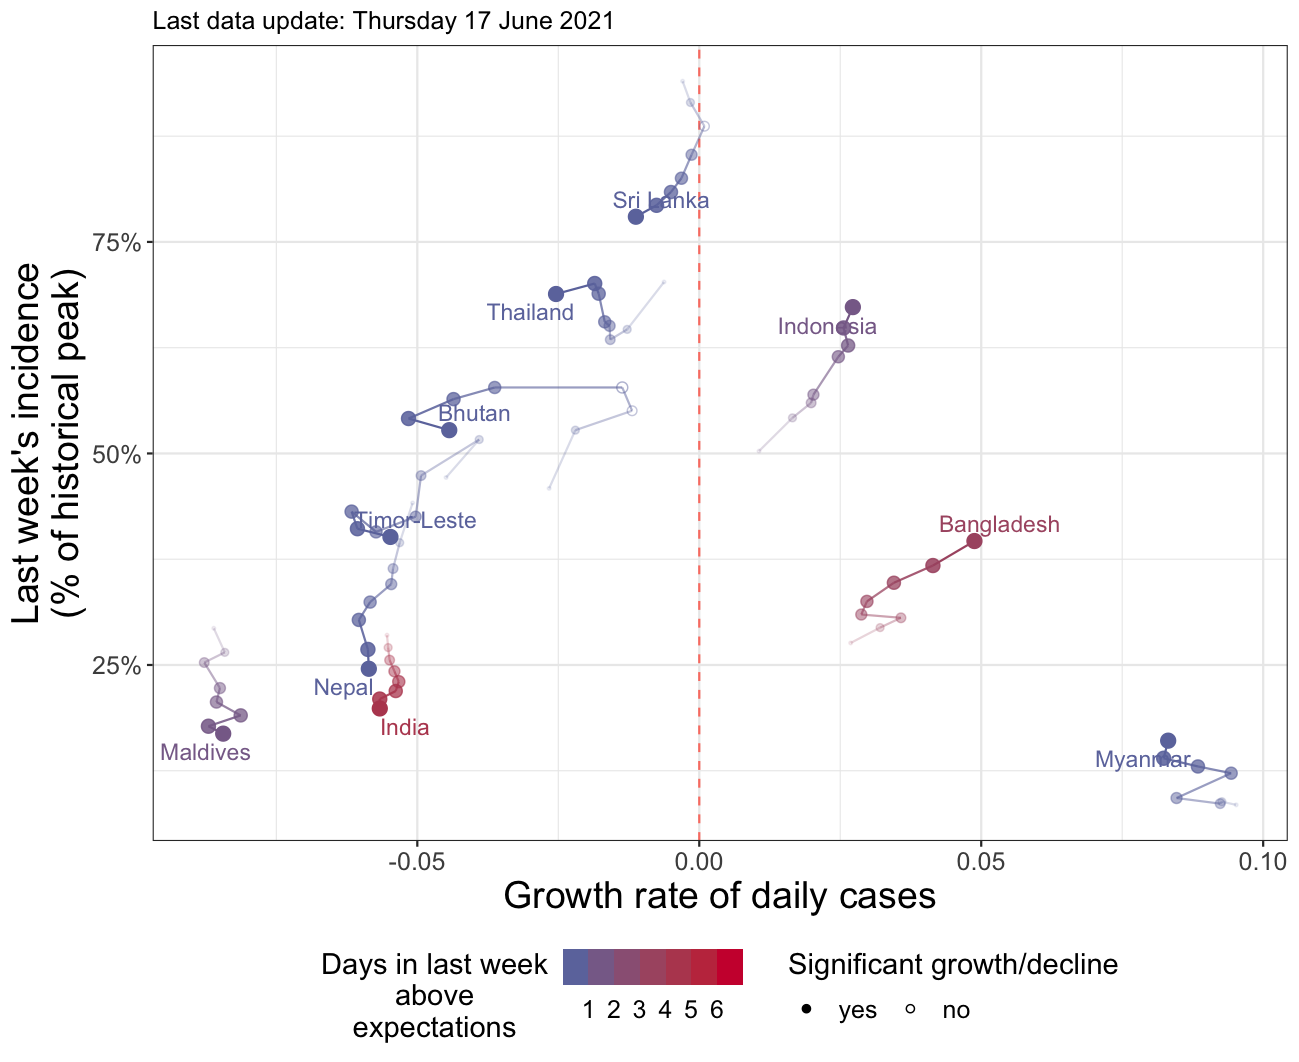 Last data update: Thursday 17 June 2021
Last week's incidence
(% of historical peak)
75%
50%
25%
Sri Lanka
Thailand
Indonesia
Bhutan
Timor-Leste
Bangladesh
Nepal
India
Maldives
Myanmar
-0.05
0.00
0.05
0.10
Growth rate of daily cases
Days in last week
above
expectations
1 2 3 4 5 6
Significant growth/decline
yes no